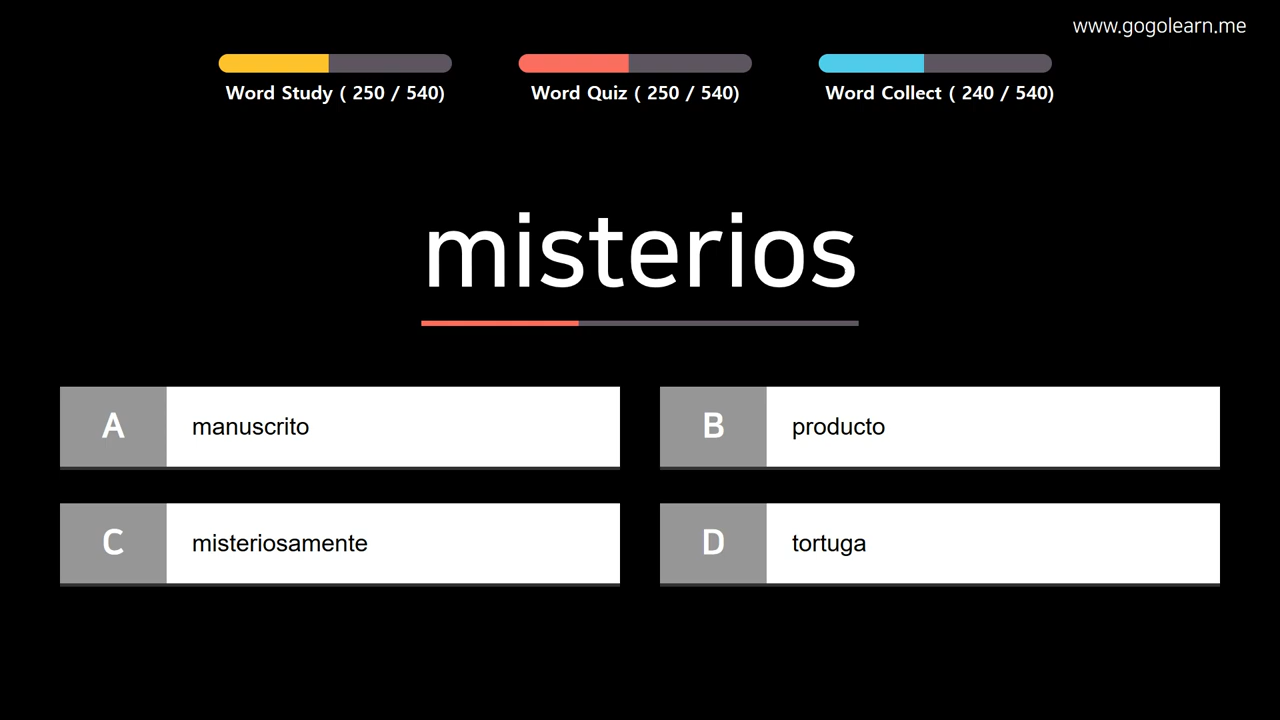 www.gogolearn.me
Word Study ( 250 / 540)
Word Quiz ( 250 / 540)
Word Collect ( 240 / 540)
misterios
A manuscrito
B producto
C misteriosamente
D tortuga